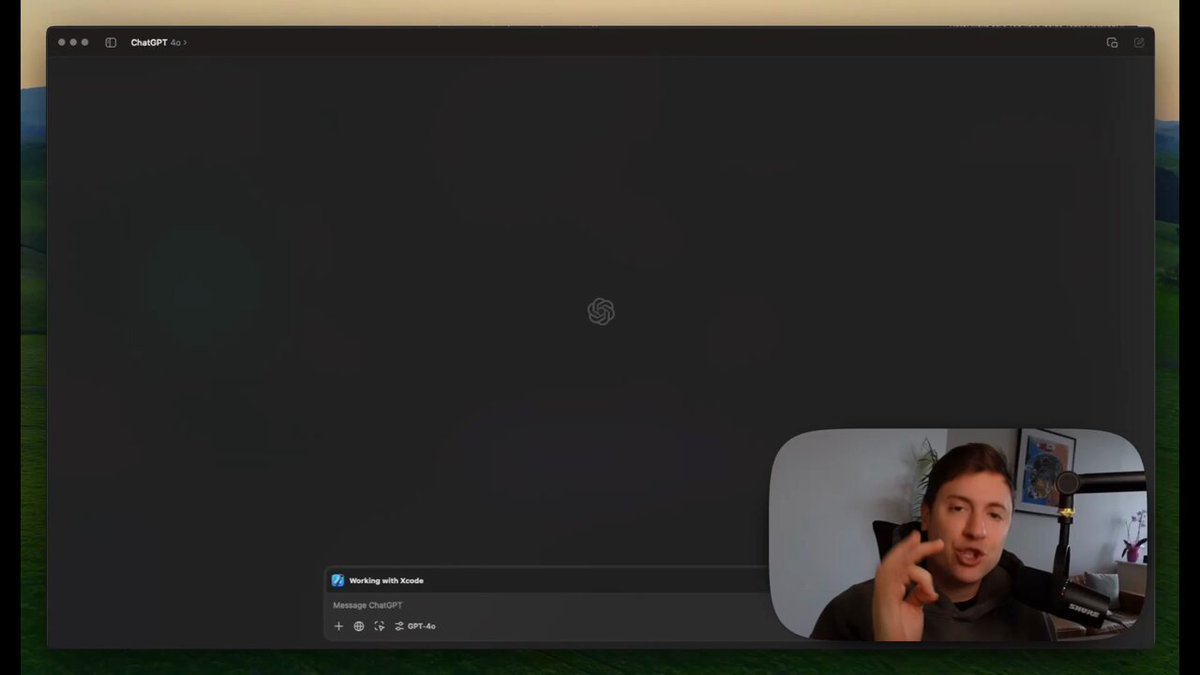 ChatGPT 4o >
Working with Xcode
Message ChatGPT
GPT-4o
SHURE